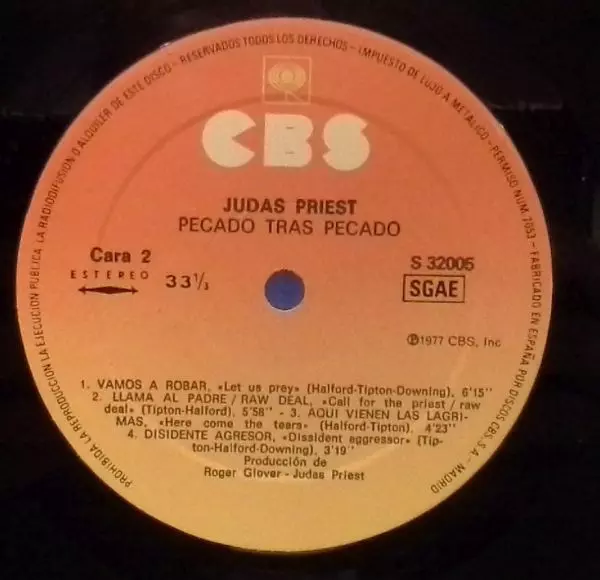 RESERVADOS TODOS LOS DERECHOS - IMPUESTO DE LUJO A METALICO - PERMISO NUM. 7053 - FABRICADO EN ESPAÑA POR DISCOS CBS, S.A. - MADRID
PROHIBIDA LA REPRODUCCION, LA EJECUCION PUBLICA, LA RADIODIFUSION O ALQUILER DE ESTE DISCO -
CBS
JUDAS PRIEST
PECADO TRAS PECADO
Cara 2
ESTEREO
33⅓
S 32005
SGAE
Ⓟ1977 CBS, Inc
1. VAMOS A ROBAR, «Let us prey» (Halford-Tipton-Downing), 6'15''
2. LLAMA AL PADRE / RAW DEAL, «Call for the priest / raw
deal» (Tipton-Halford), 5'58'' - 3. AQUI VIENEN LAS LAGRI-
MAS, «Here come the tears» (Halford-Tipton), 4'23''
4. DISIDENTE AGRESOR, «Dissident aggressor» (Tip-
ton-Halford-Downing), 3'19''
Producción de
Roger Glover - Judas Priest